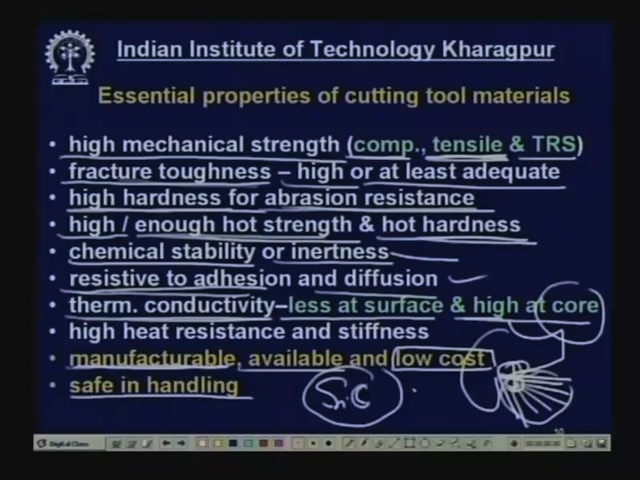 Indian Institute of Technology Kharagpur
Essential properties of cutting tool materials
• high mechanical strength (comp., tensile & TRS)
• fracture toughness – high or at least adequate
• high hardness for abrasion resistance
• high / enough hot strength & hot hardness
• chemical stability or inertness
• resistive to adhesion and diffusion
• therm. conductivity–less at surface & high at core
• high heat resistance and stiffness
• manufacturable, available and low cost
• safe in handling
Digital Class